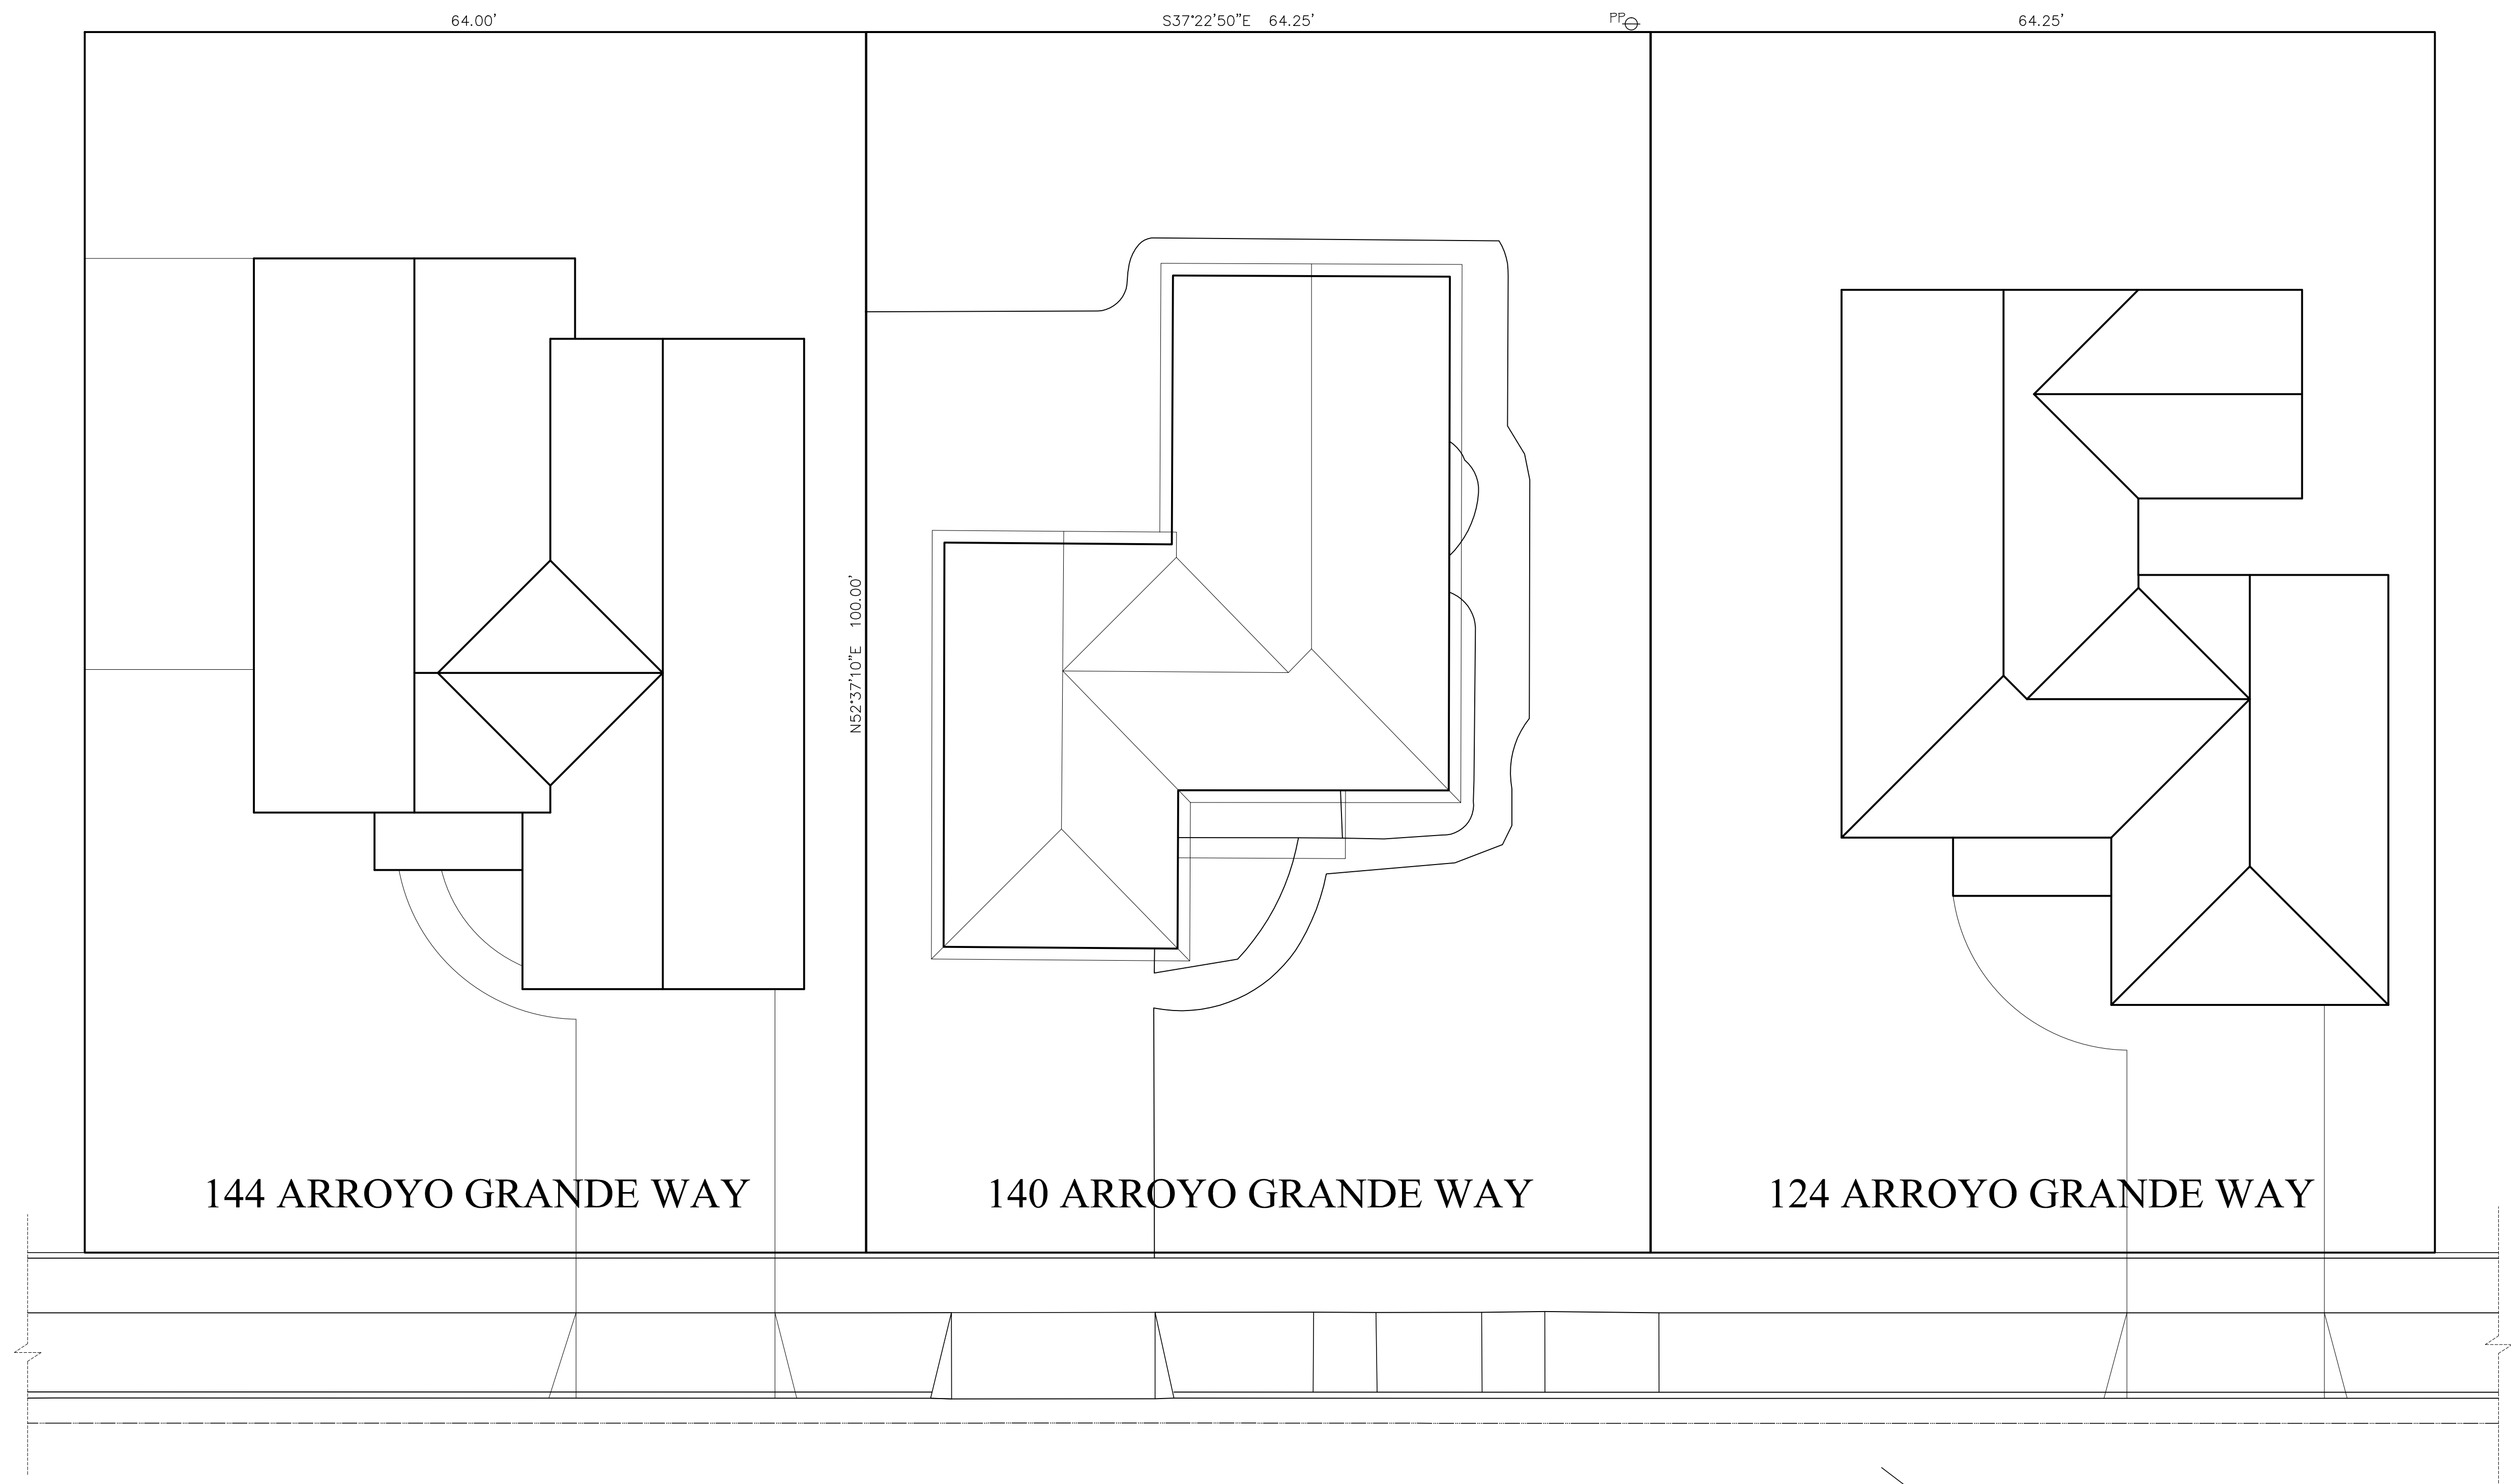 64.00'
S37°22'50"E 64.25'
PP
64.25'
N52°37'10"E 100.00'
144 ARROYO GRANDE WAY
140 ARROYO GRANDE WAY
124 ARROYO GRANDE WAY